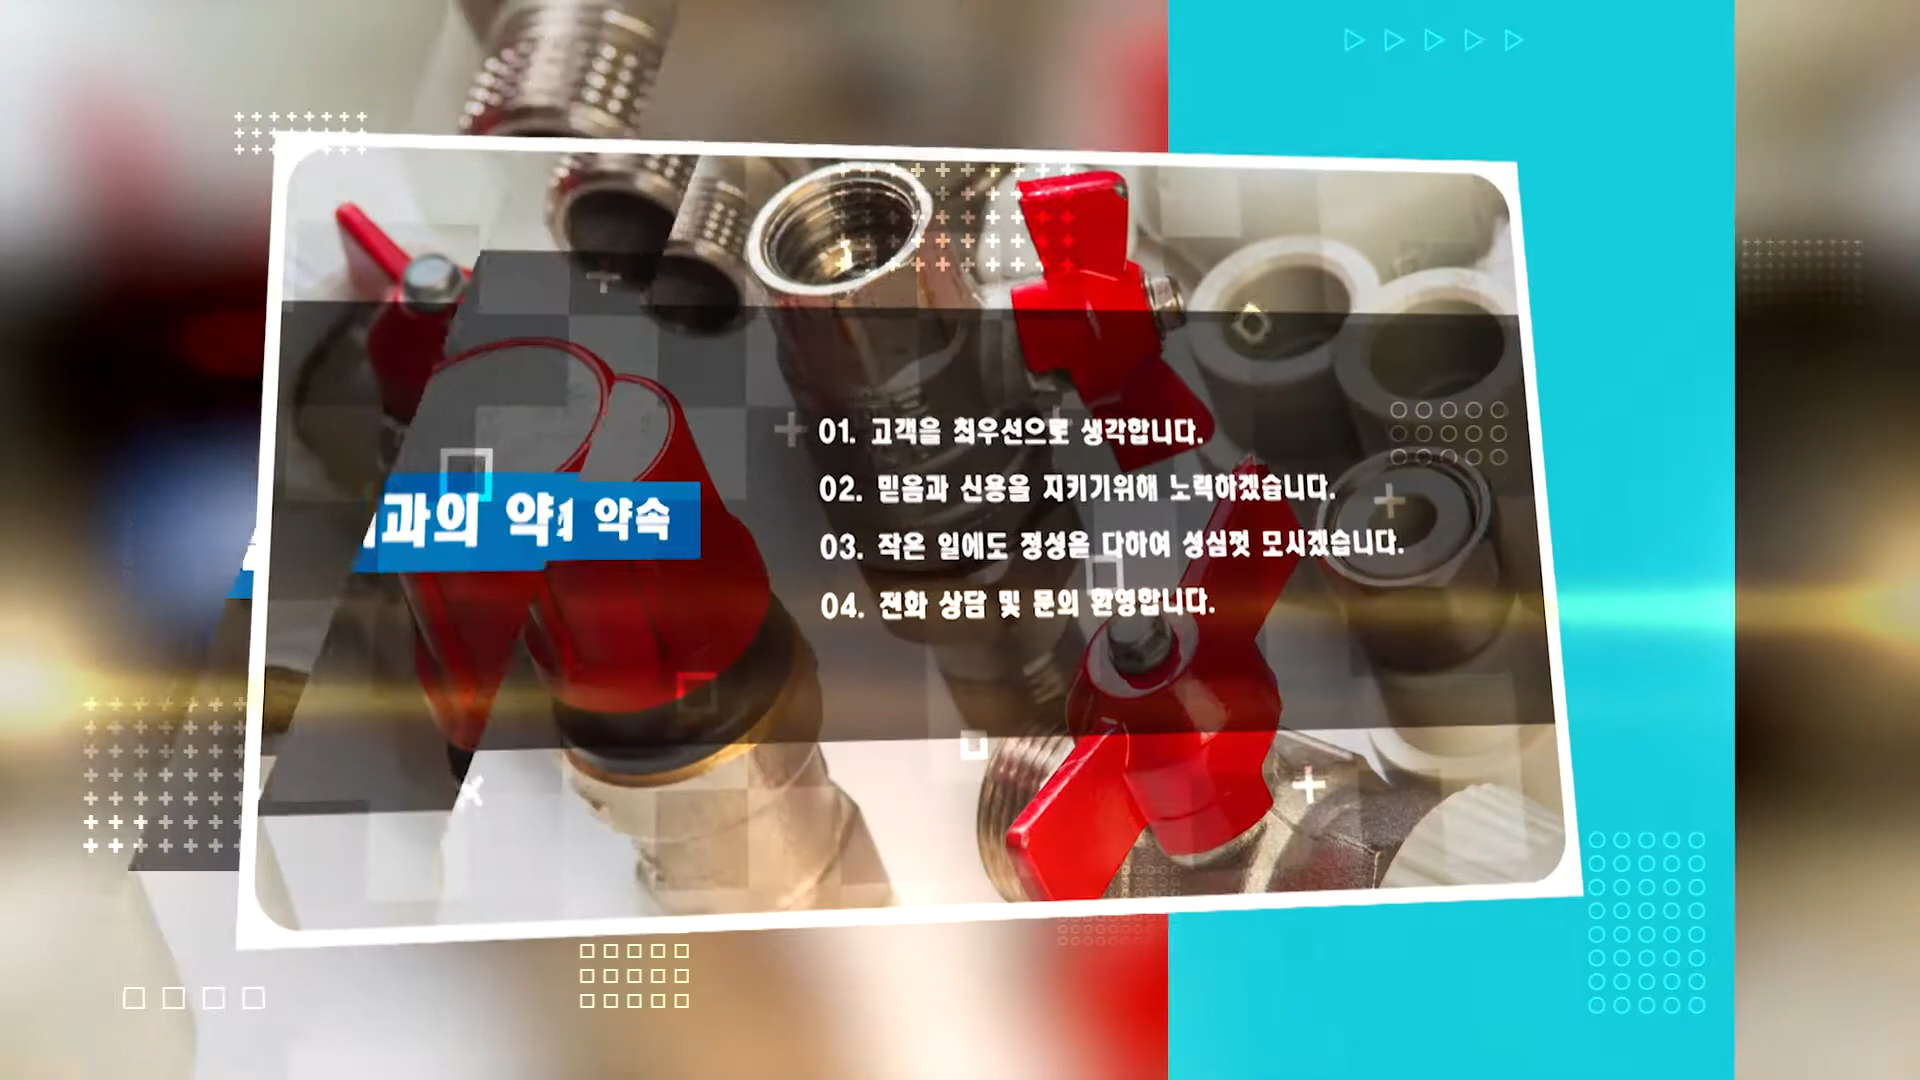 과의 약
약속
01. 고객을 최우선으로 생각합니다.
02. 믿음과 신용을 지키기위해 노력하겠습니다.
03. 작은 일에도 정성을 다하여 성심껏 모시겠습니다.
04. 전화 상담 및 문의 환영합니다.